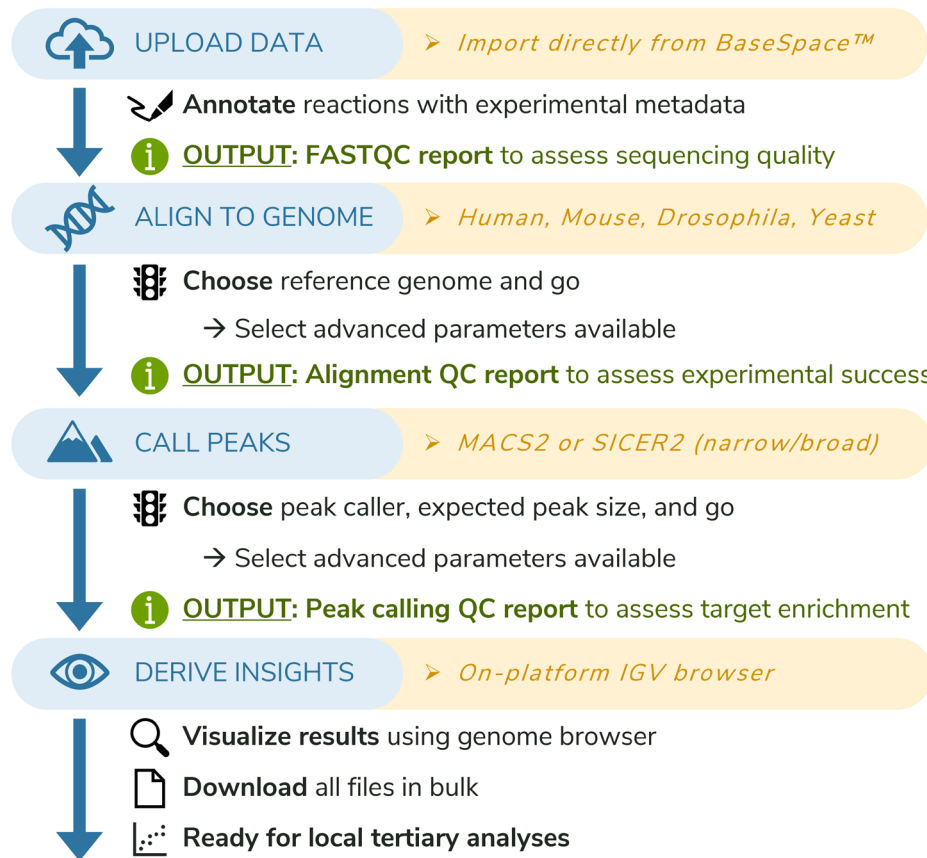 UPLOAD DATA
➢ Import directly from BaseSpace™
Annotate reactions with experimental metadata
OUTPUT: FASTQC report to assess sequencing quality
ALIGN TO GENOME
➢ Human, Mouse, Drosophila, Yeast
Choose reference genome and go
→ Select advanced parameters available
OUTPUT: Alignment QC report to assess experimental success
CALL PEAKS
➢ MACS2 or SICER2 (narrow/broad)
Choose peak caller, expected peak size, and go
→ Select advanced parameters available
OUTPUT: Peak calling QC report to assess target enrichment
DERIVE INSIGHTS
➢ On-platform IGV browser
Visualize results using genome browser
Download all files in bulk
Ready for local tertiary analyses